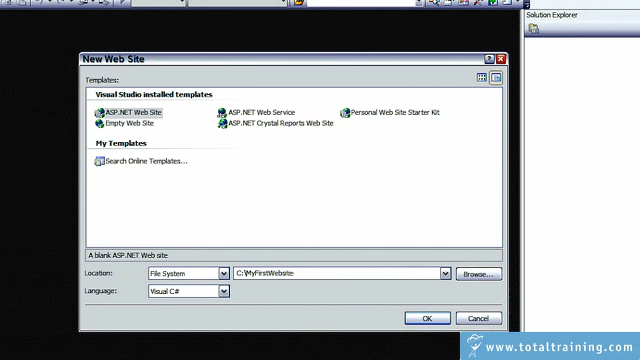 Solution Explorer
New Web Site
Templates:
Visual Studio installed templates
ASP.NET Web Site
ASP.NET Web Service
Personal Web Site Starter Kit
Empty Web Site
ASP.NET Crystal Reports Web Site
My Templates
Search Online Templates...
A blank ASP.NET Web site
Location:
File System
C:\MyFirstWebsite
Browse...
Language:
Visual C#
OK
Cancel
www.totaltraining.com